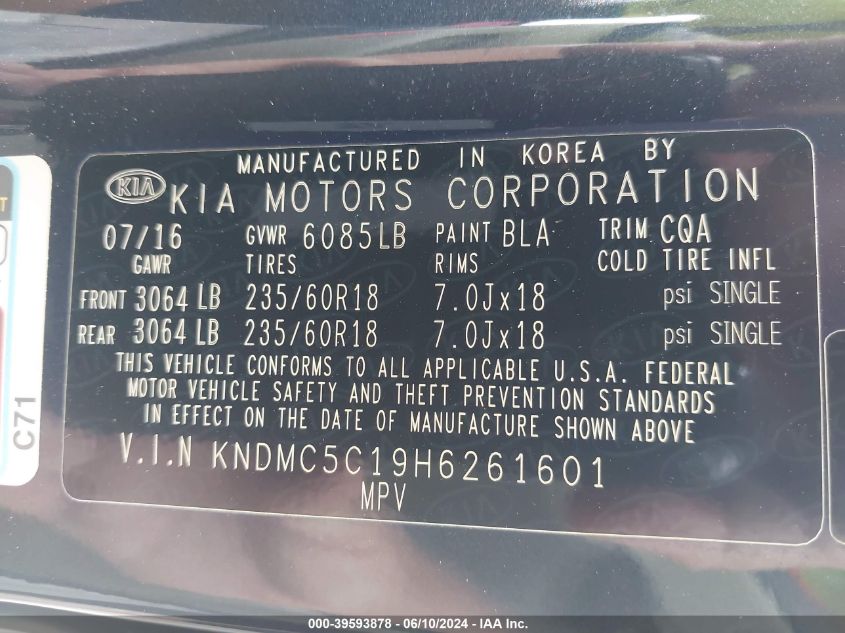 MANUFACTURED IN KOREA BY
KIA KIA MOTORS CORPORATION
07/16 GVWR 6085LB PAINT BLA TRIM CQA
GAWR TIRES RIMS COLD TIRE INFL
FRONT 3064 LB 235/60R18 7.0Jx18 psi SINGLE
REAR 3064 LB 235/60R18 7.0Jx18 psi SINGLE
THIS VEHICLE CONFORMS TO ALL APPLICABLE U.S.A. FEDERAL
MOTOR VEHICLE SAFETY AND THEFT PREVENTION STANDARDS
IN EFFECT ON THE DATE OF MANUFACTURE SHOWN ABOVE
V.I.N KNDMC5C19H6261601
MPV
C71
000-39593878 - 06/10/2024 - IAA Inc.